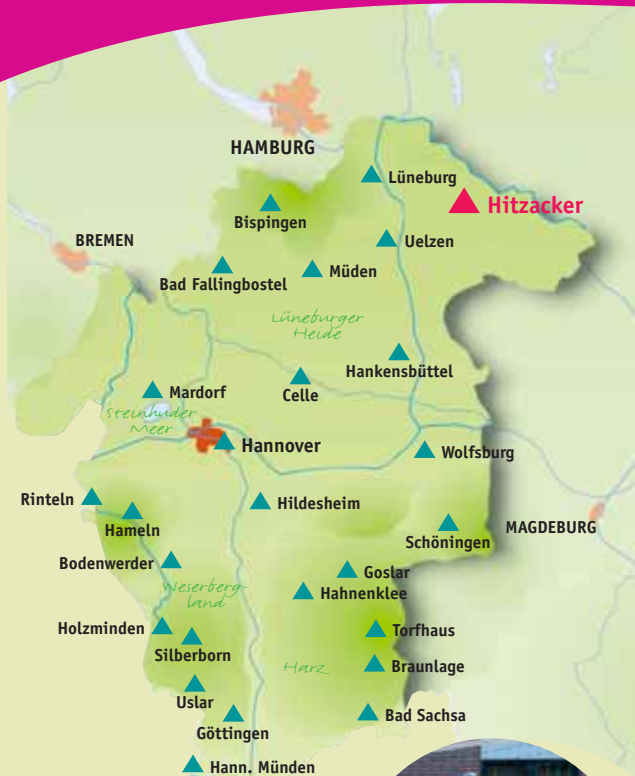 HAMBURG
Lüneburg
Hitzacker
Bispingen
BREMEN
Uelzen
Bad Fallingbostel
Müden
Lüneburger
Heide
Hankensbüttel
Mardorf
Celle
Steinhuder
Meer
Hannover
Wolfsburg
Rinteln
Hildesheim
Hameln
Schöningen
MAGDEBURG
Bodenwerder
Goslar
Weserberg-
land
Hahnenklee
Holzminden
Torfhaus
Silberborn
Harz
Braunlage
Uslar
Bad Sachsa
Göttingen
Hann. Münden